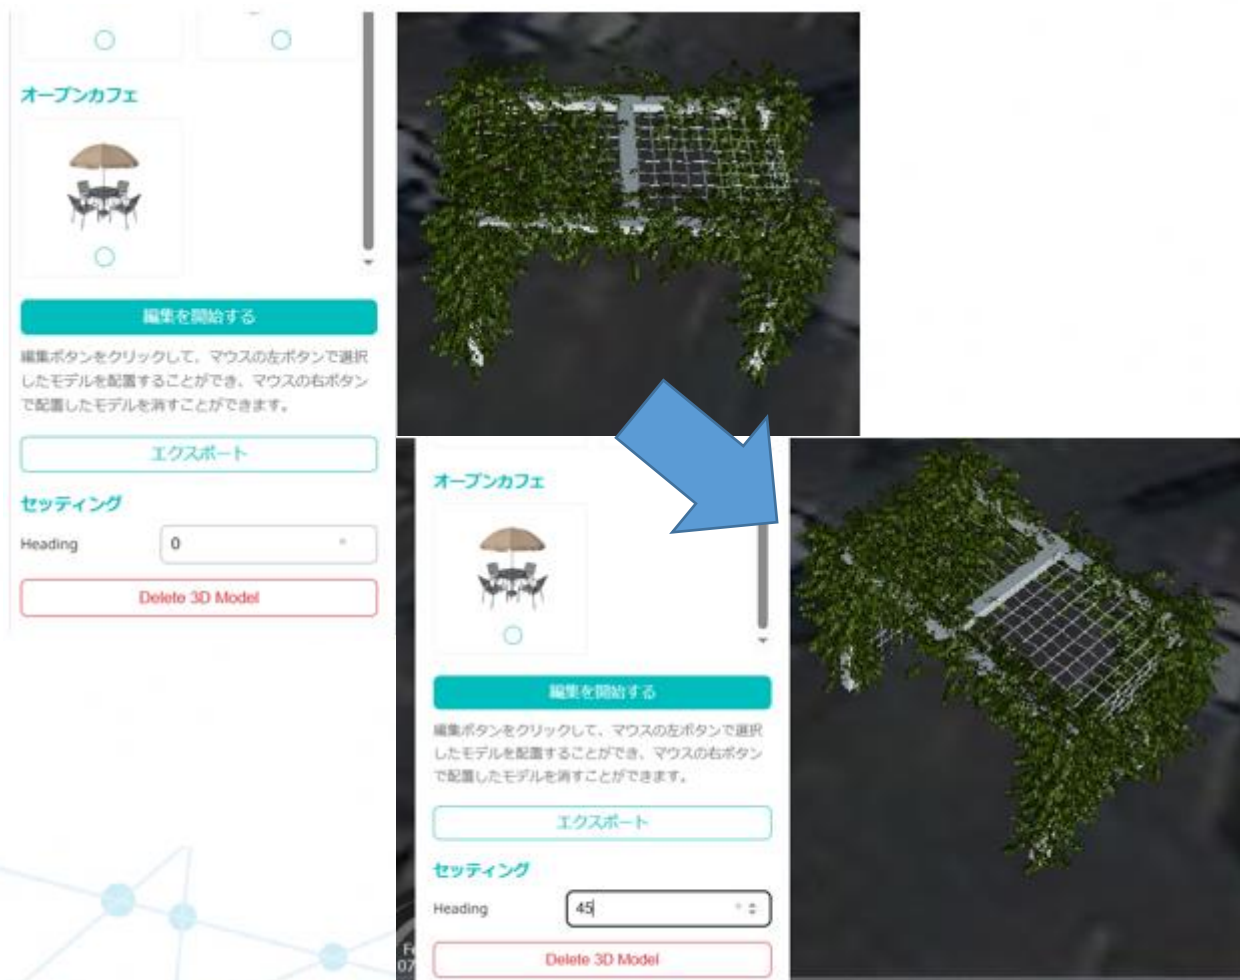 オープンカフェ
編集を開始する
編集ボタンをクリックして、マウスの左ボタンで選択
したモデルを配置することができ、マウスの右ボタン
で配置したモデルを消すことができます。
エクスポート
セッティング
Heading 0 °
Delete 3D Model
オープンカフェ
編集を開始する
編集ボタンをクリックして、マウスの左ボタンで選択
したモデルを配置することができ、マウスの右ボタン
で配置したモデルを消すことができます。
エクスポート
セッティング
Heading 45 °
Delete 3D Model
Fe
07